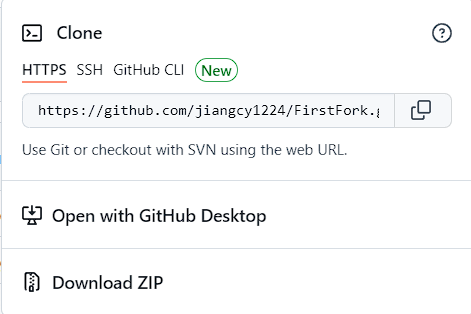 Clone
HTTPS SSH GitHub CLI New
https://github.com/jiangcy1224/FirstFork.g
Use Git or checkout with SVN using the web URL.
Open with GitHub Desktop
Download ZIP